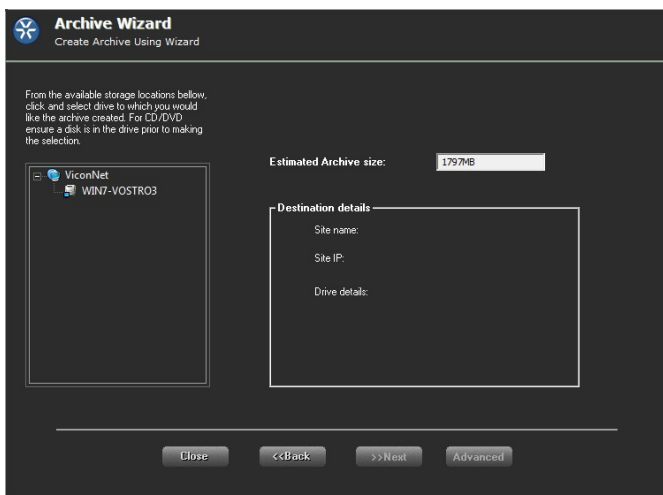 Archive Wizard
Create Archive Using Wizard
From the available storage locations bellow,
click and select drive to which you would
like the archive created. For CD/DVD
ensure a disk is in the drive prior to making
the selection.
ViconNet
WIN7-VOSTRO3
Estimated Archive size:
1797MB
Destination details
Site name:
Site IP:
Drive details:
Close
<<Back
>>Next
Advanced